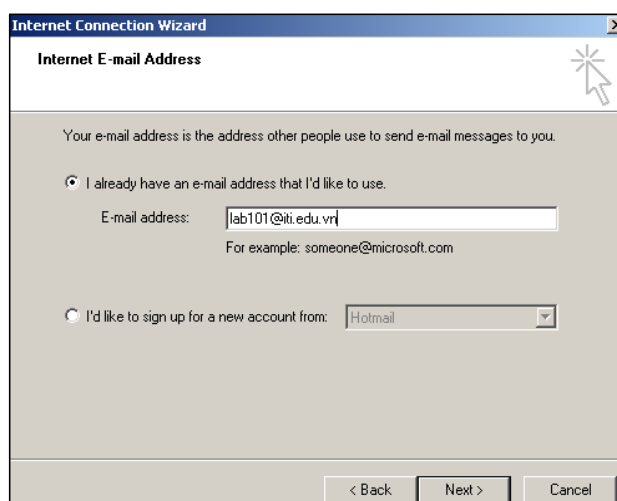 Internet Connection Wizard
Internet E-mail Address
Your e-mail address is the address other people use to send e-mail messages to you.
I already have an e-mail address that I'd like to use.
E-mail address: lab101@iti.edu.vn
For example: someone@microsoft.com
I'd like to sign up for a new account from: Hotmail
< Back Next > Cancel